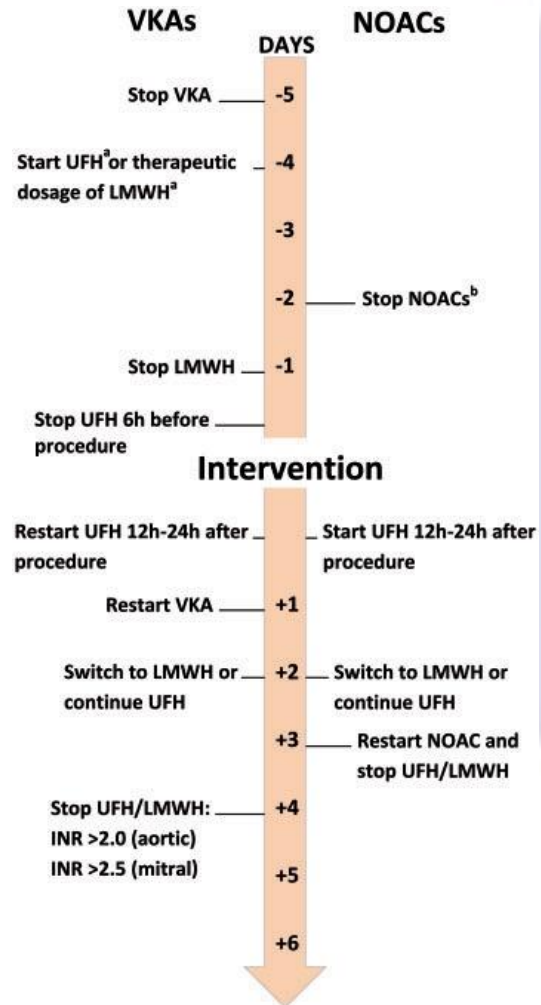 VKAs
NOACs
DAYS
Stop VKA
-5
Start UFHª or therapeutic
dosage of LMWHª
-4
-3
-2
Stop NOACsᵇ
Stop LMWH
-1
Stop UFH 6h before
procedure
Intervention
Restart UFH 12h-24h after
procedure
Start UFH 12h-24h after
procedure
Restart VKA
+1
Switch to LMWH or
continue UFH
+2
Switch to LMWH or
continue UFH
+3
Restart NOAC and
stop UFH/LMWH
Stop UFH/LMWH:
INR >2.0 (aortic)
INR >2.5 (mitral)
+4
+5
+6